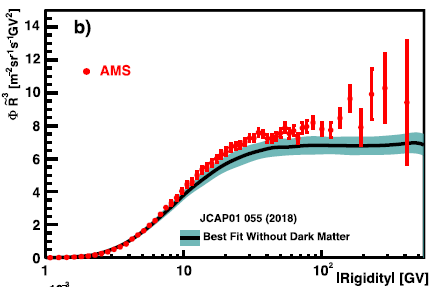 b)
AMS
JCAP01 055 (2018)
Best Fit Without Dark Matter
Φ R̃³ [m⁻²sr⁻¹s⁻¹GV²]
14
12
10
8
6
4
2
0
1 10 10²
|Rigidity| [GV]